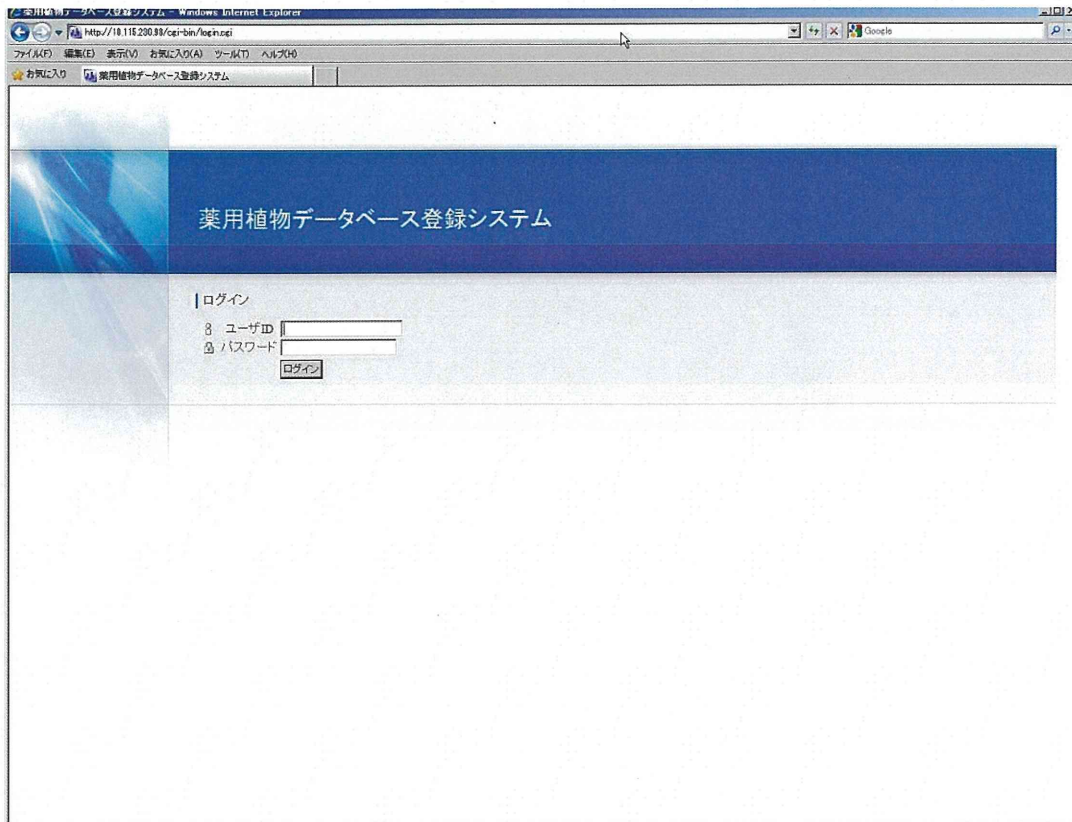 薬用植物データベース登録システム - Windows Internet Explorer
http://10.115.230.98/cgi-bin/login.cgi
Google
ファイル(F) 編集(E) 表示(V) お気に入り(A) ツール(T) ヘルプ(H)
お気に入り 薬用植物データベース登録システム
薬用植物データベース登録システム
ログイン
ユーザID
パスワード
ログイン